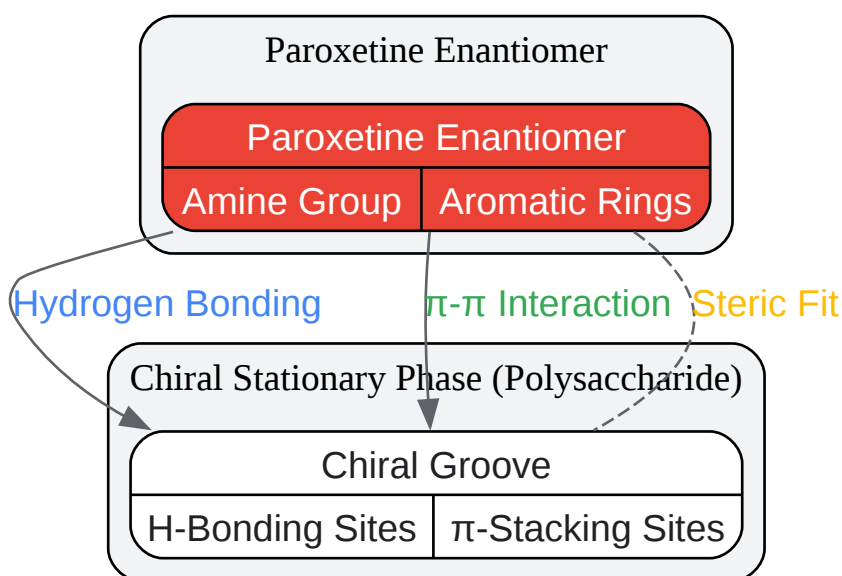 Paroxetine Enantiomer
Paroxetine Enantiomer
Amine Group
Aromatic Rings
Hydrogen Bonding
π-π Interaction
Steric Fit
Chiral Stationary Phase (Polysaccharide)
Chiral Groove
H-Bonding Sites
π-Stacking Sites